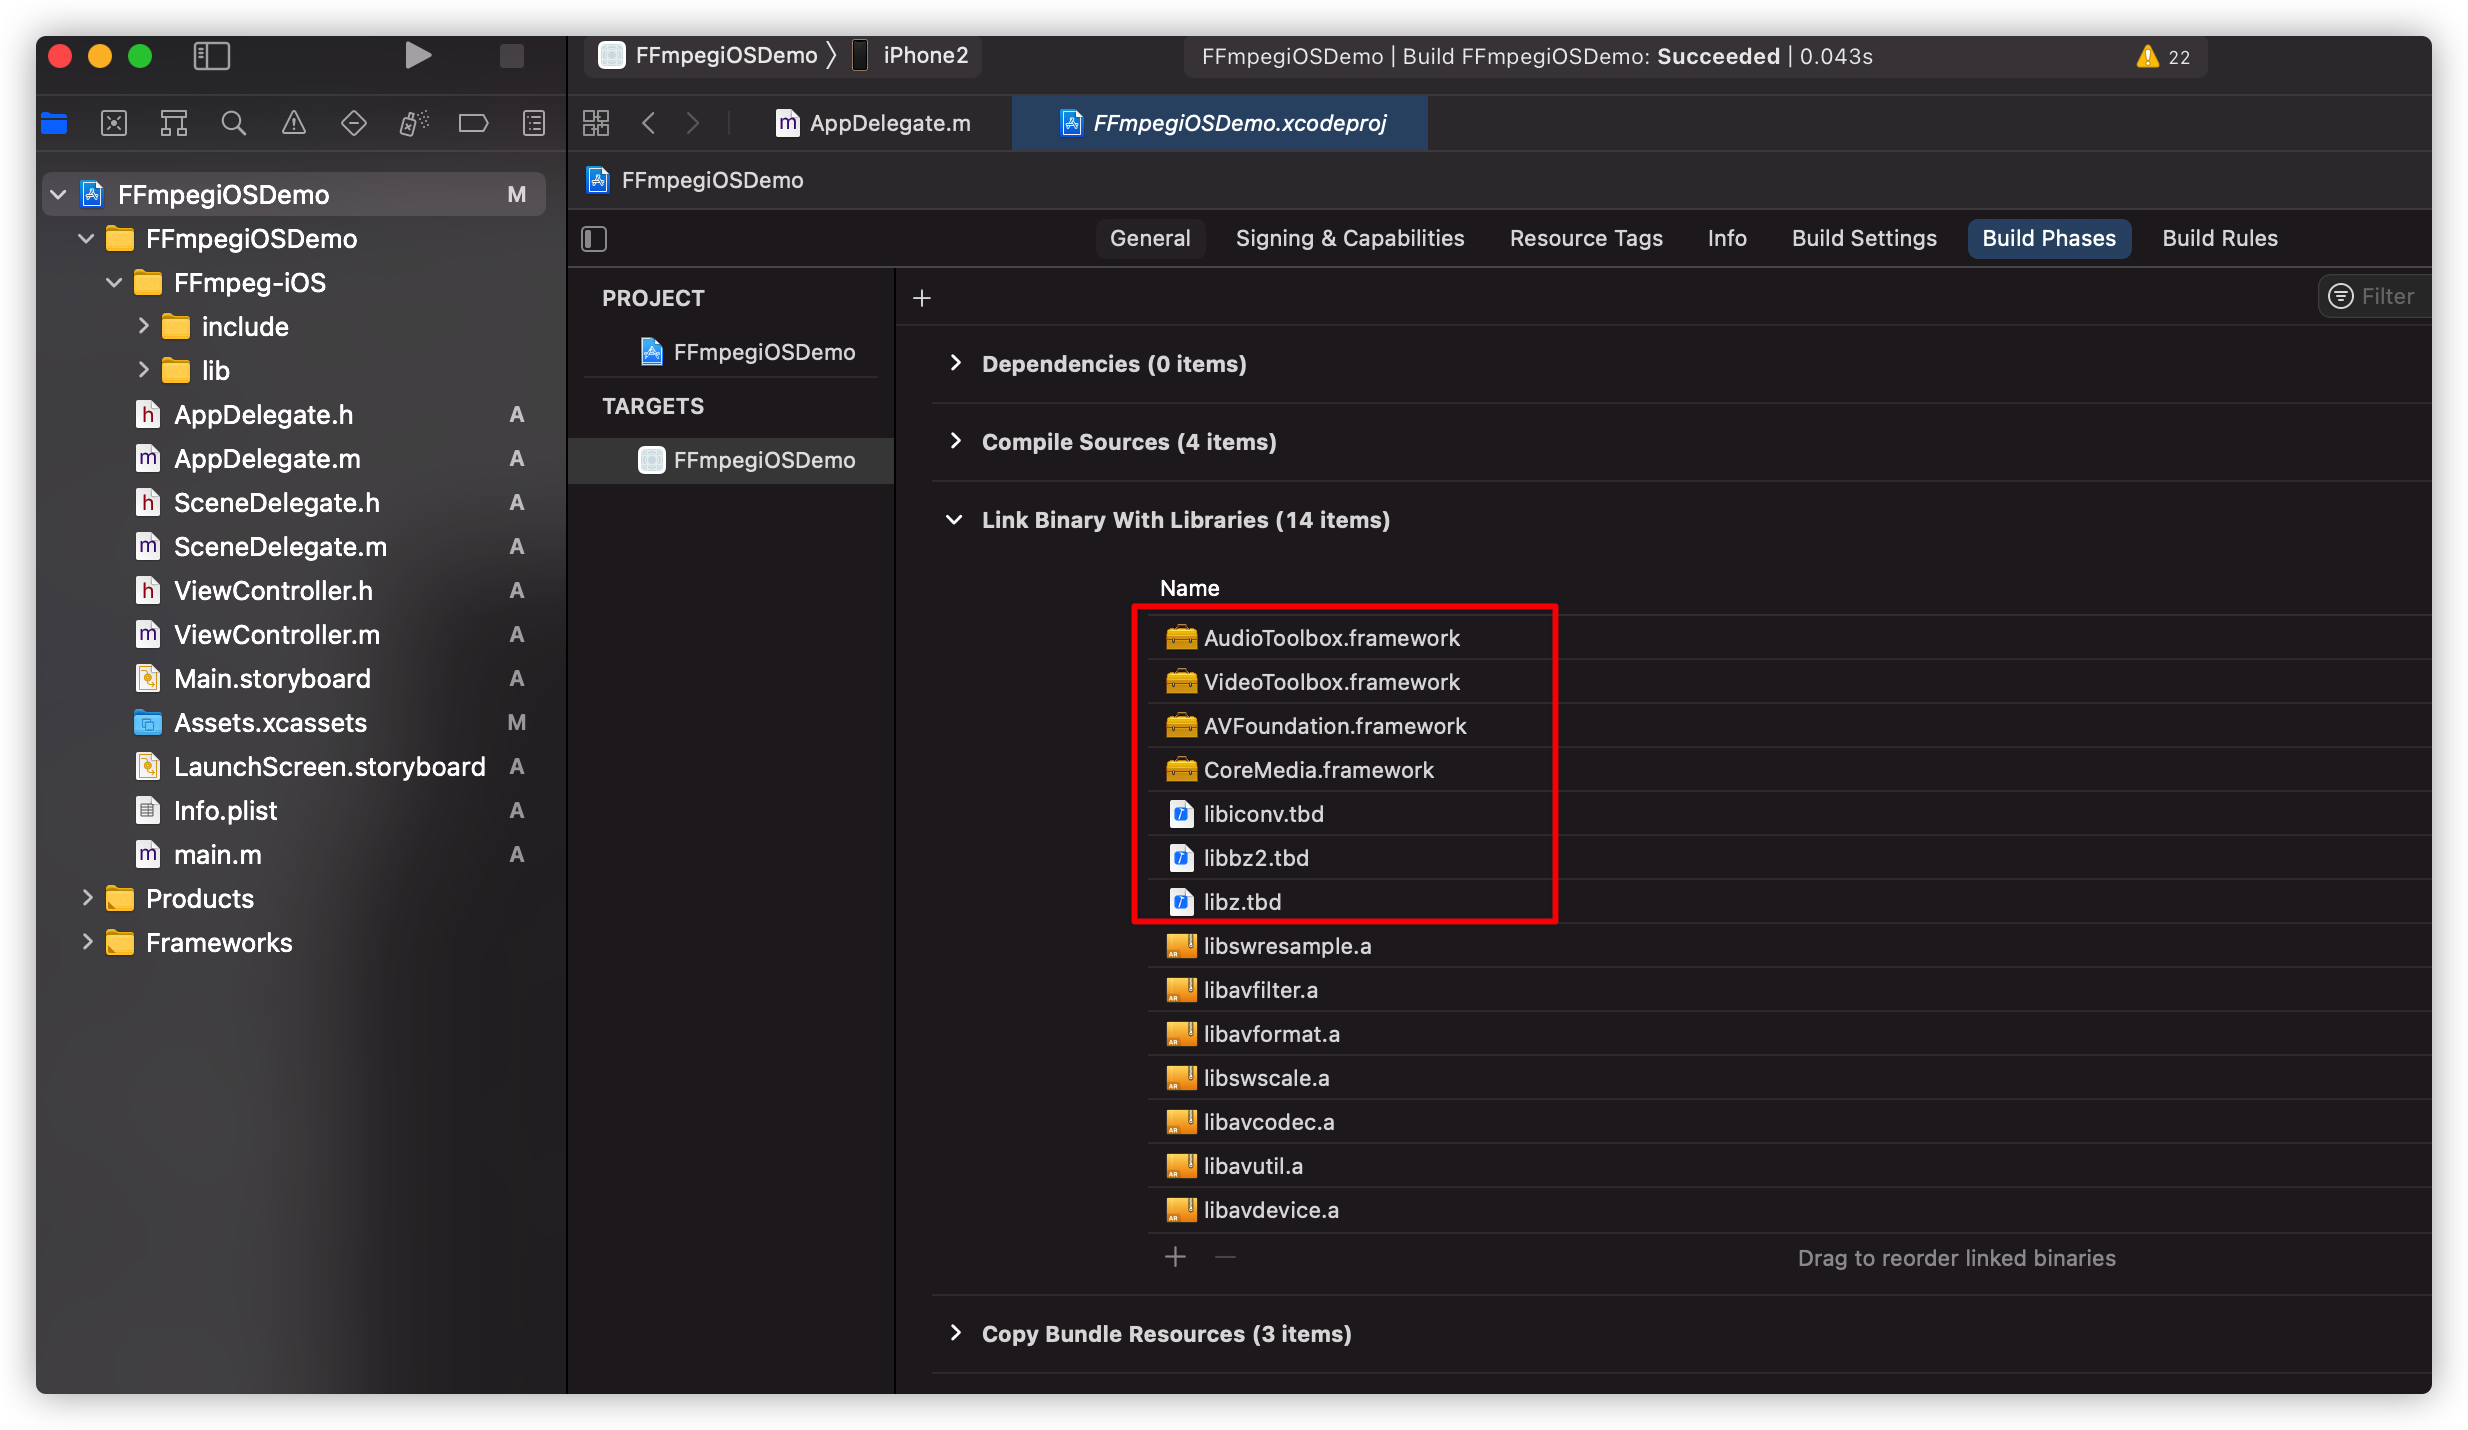 FFmpegiOSDemo 〉 iPhone2
FFmpegiOSDemo | Build FFmpegiOSDemo: Succeeded | 0.043s
22
AppDelegate.m
FFmpegiOSDemo.xcodeproj
FFmpegiOSDemo
General
Signing & Capabilities
Resource Tags
Info
Build Settings
Build Phases
Build Rules
FFmpegiOSDemo M
FFmpegiOSDemo
FFmpeg-iOS
include
lib
h AppDelegate.h A
m AppDelegate.m A
h SceneDelegate.h A
m SceneDelegate.m A
h ViewController.h A
m ViewController.m A
Main.storyboard A
Assets.xcassets M
LaunchScreen.storyboard A
Info.plist A
m main.m A
Products
Frameworks
PROJECT
FFmpegiOSDemo
TARGETS
FFmpegiOSDemo
Filter
Dependencies (0 items)
Compile Sources (4 items)
Link Binary With Libraries (14 items)
Name
AudioToolbox.framework
VideoToolbox.framework
AVFoundation.framework
CoreMedia.framework
libiconv.tbd
libbz2.tbd
libz.tbd
libswresample.a
libavfilter.a
libavformat.a
libswscale.a
libavcodec.a
libavutil.a
libavdevice.a
Drag to reorder linked binaries
Copy Bundle Resources (3 items)